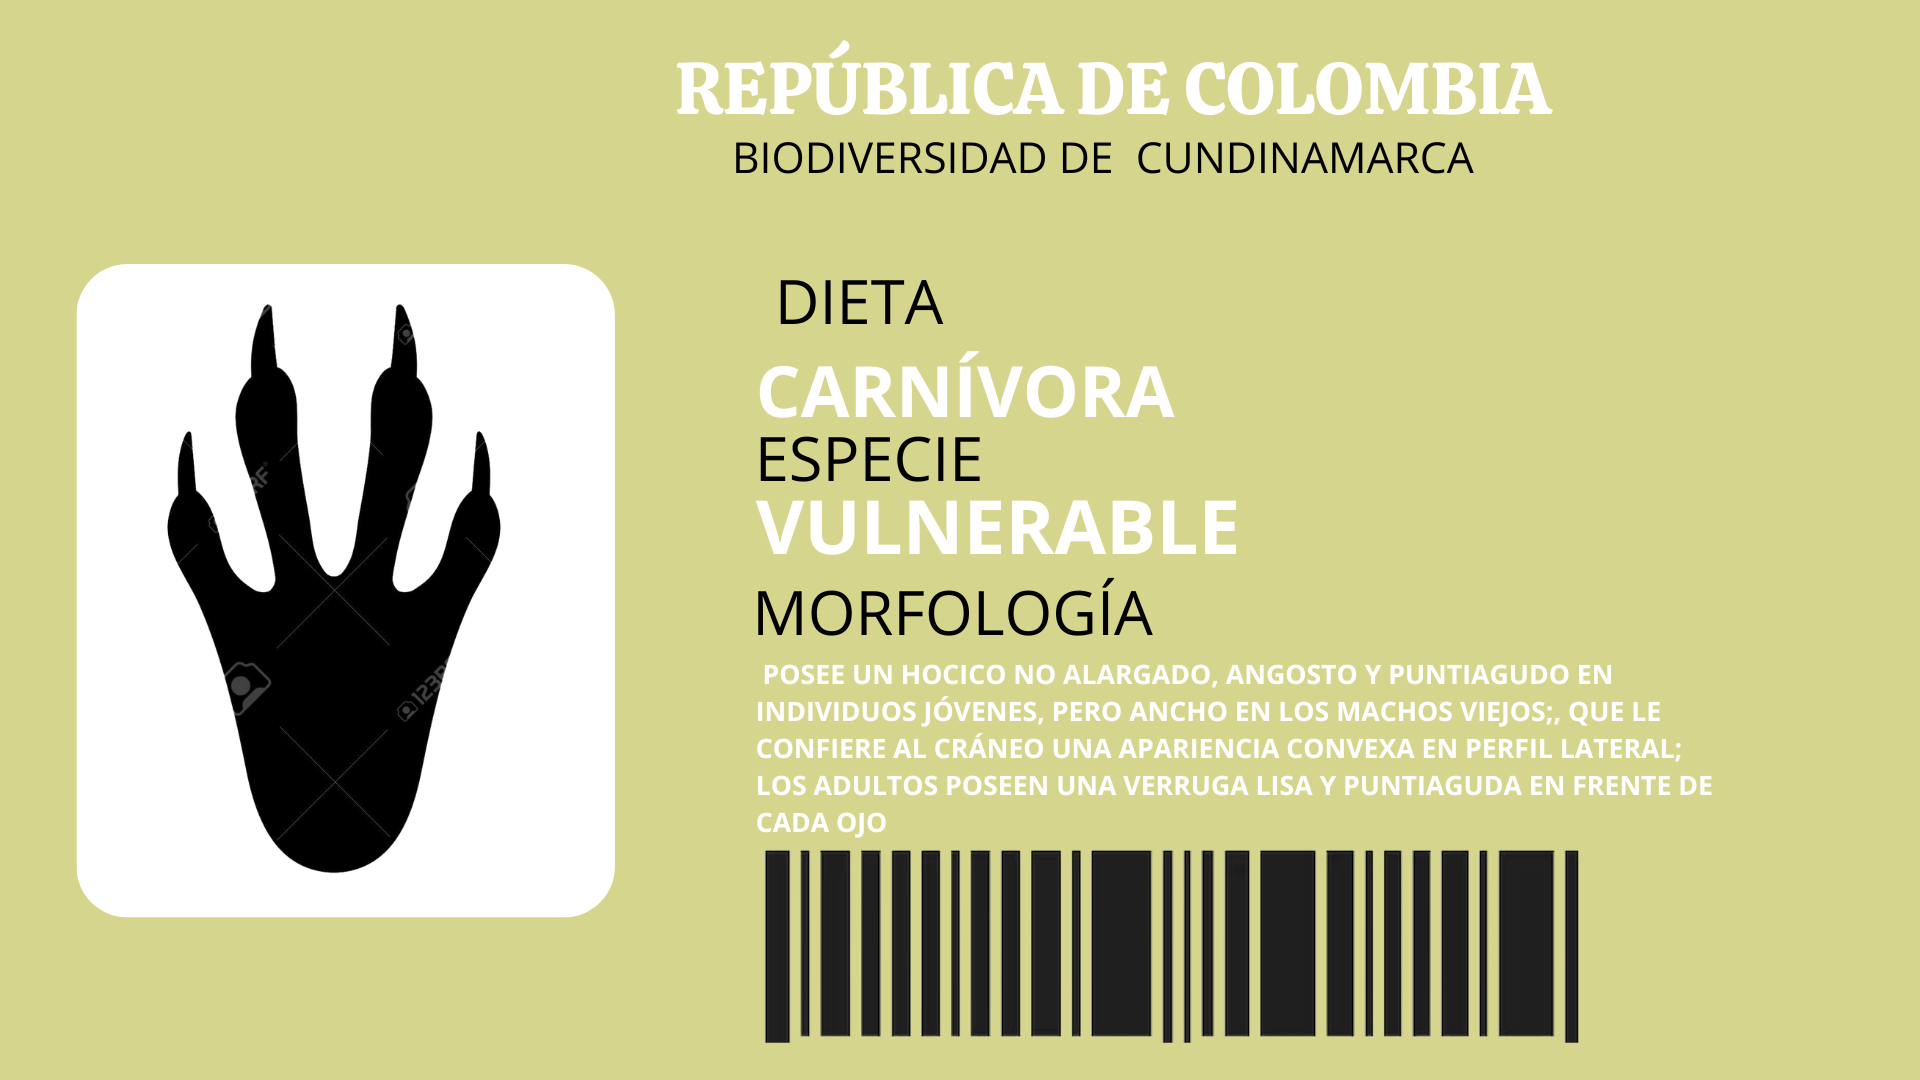 REPÚBLICA DE COLOMBIA
BIODIVERSIDAD DE  CUNDINAMARCA
DIETA
CARNÍVORA
ESPECIE
VULNERABLE
MORFOLOGÍA
POSEE UN HOCICO NO ALARGADO, ANGOSTO Y PUNTIAGUDO EN
INDIVIDUOS JÓVENES, PERO ANCHO EN LOS MACHOS VIEJOS;, QUE LE
CONFIERE AL CRÁNEO UNA APARIENCIA CONVEXA EN PERFIL LATERAL;
LOS ADULTOS POSEEN UNA VERRUGA LISA Y PUNTIAGUDA EN FRENTE DE
CADA OJO